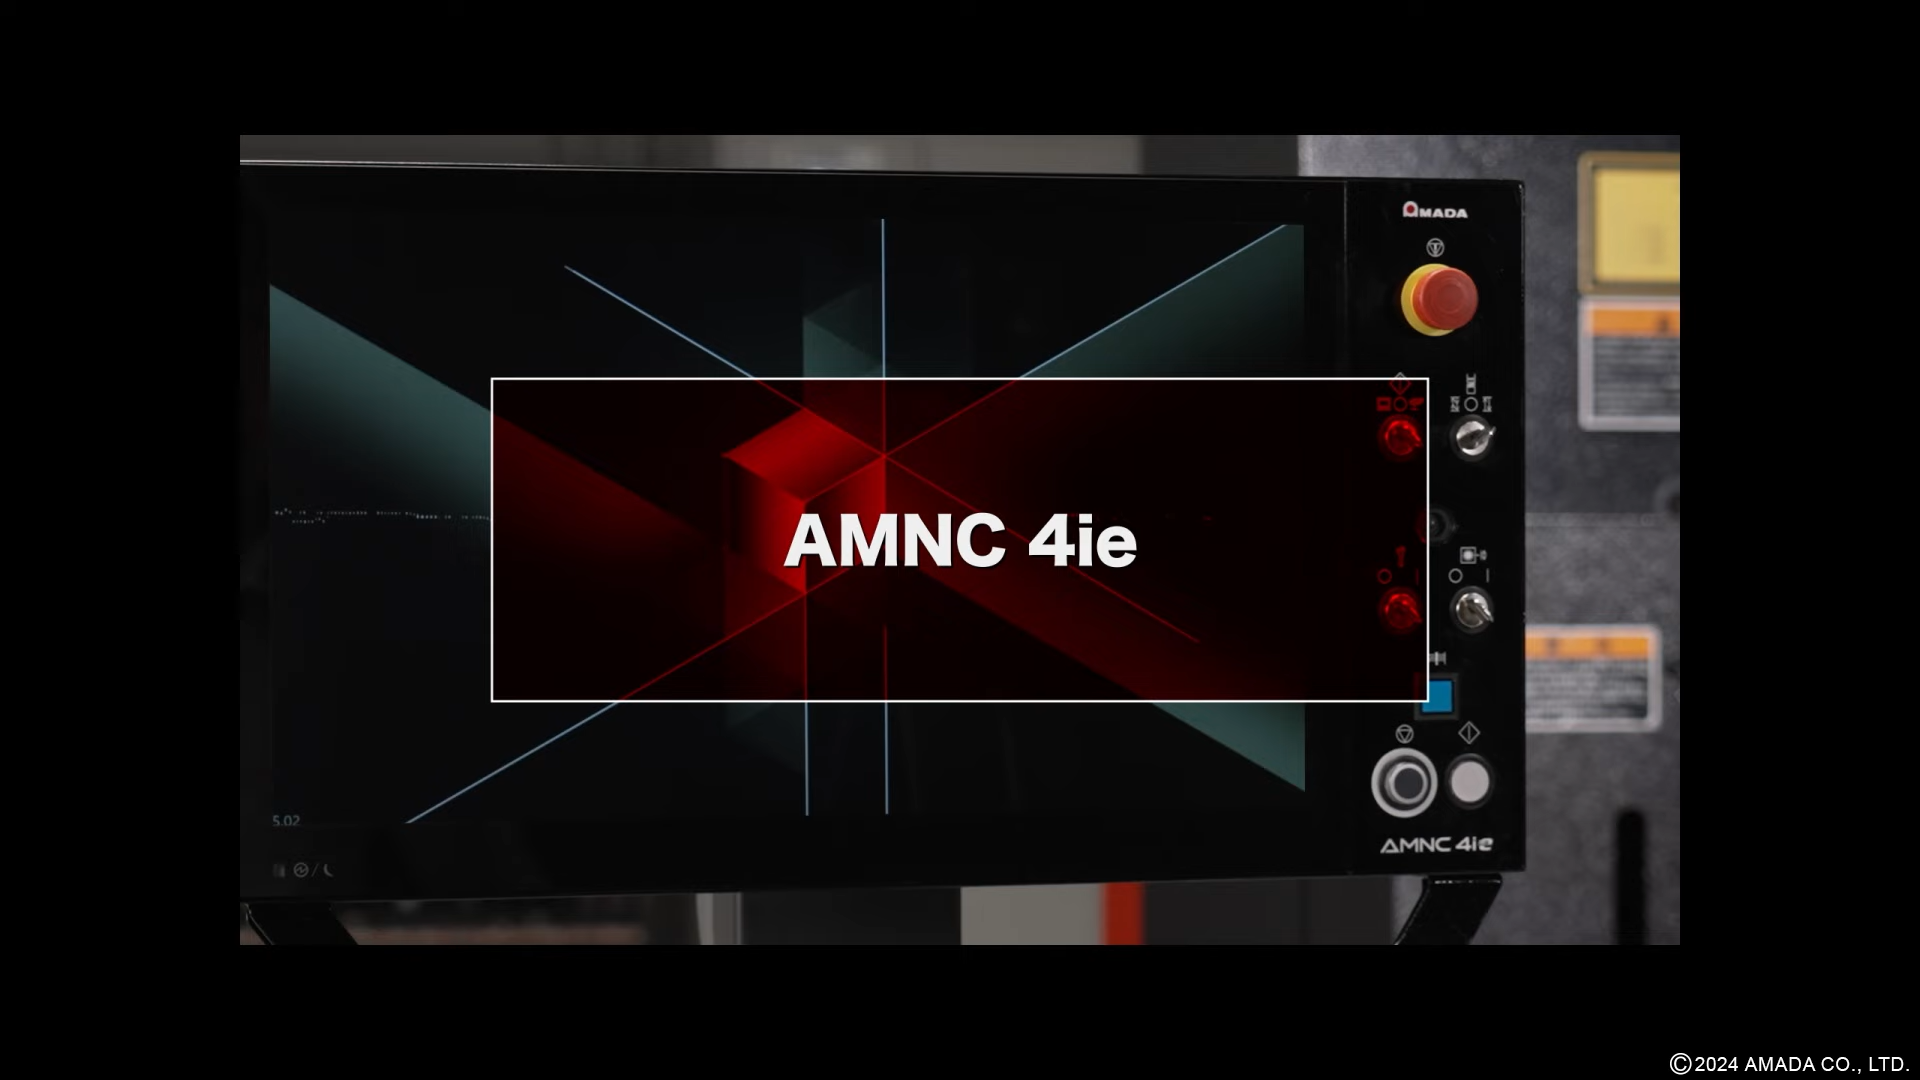 AMADA
AMNC 4ie
5.02
AMNC 4ie
©2024 AMADA CO., LTD.